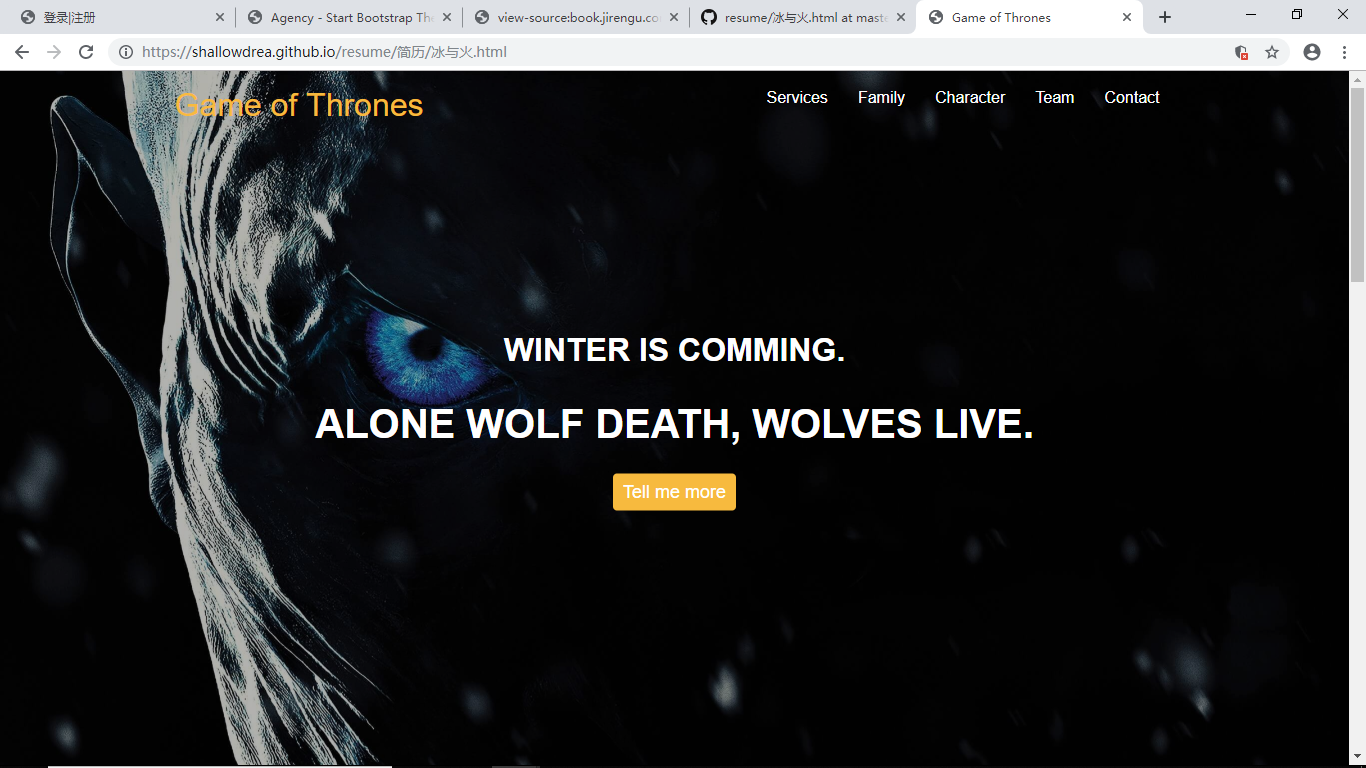 登录|注册
Agency - Start Bootstrap The
view-source:book.jirengu.co
resume/冰与火.html at maste
Game of Thrones
https://shallowdrea.github.io/resume/简历/冰与火.html
Game of Thrones
Services Family Character Team Contact
WINTER IS COMMING.
ALONE WOLF DEATH, WOLVES LIVE.
Tell me more